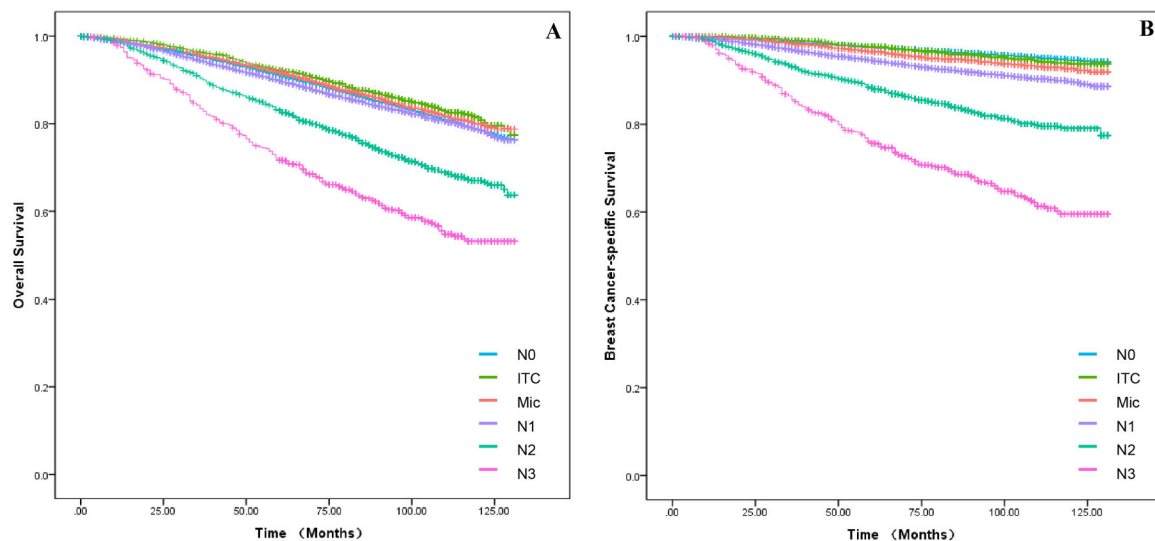 A
1.0
0.8
0.6
0.4
0.2
0.0
Overall Survival
N0
ITC
Mic
N1
N2
N3
.00 25.00 50.00 75.00 100.00 125.00
Time （Months）
B
1.0
0.8
0.6
0.4
0.2
0.0
Breast Cancer-specific Survival
N0
ITC
Mic
N1
N2
N3
.00 25.00 50.00 75.00 100.00 125.00
Time （Months）